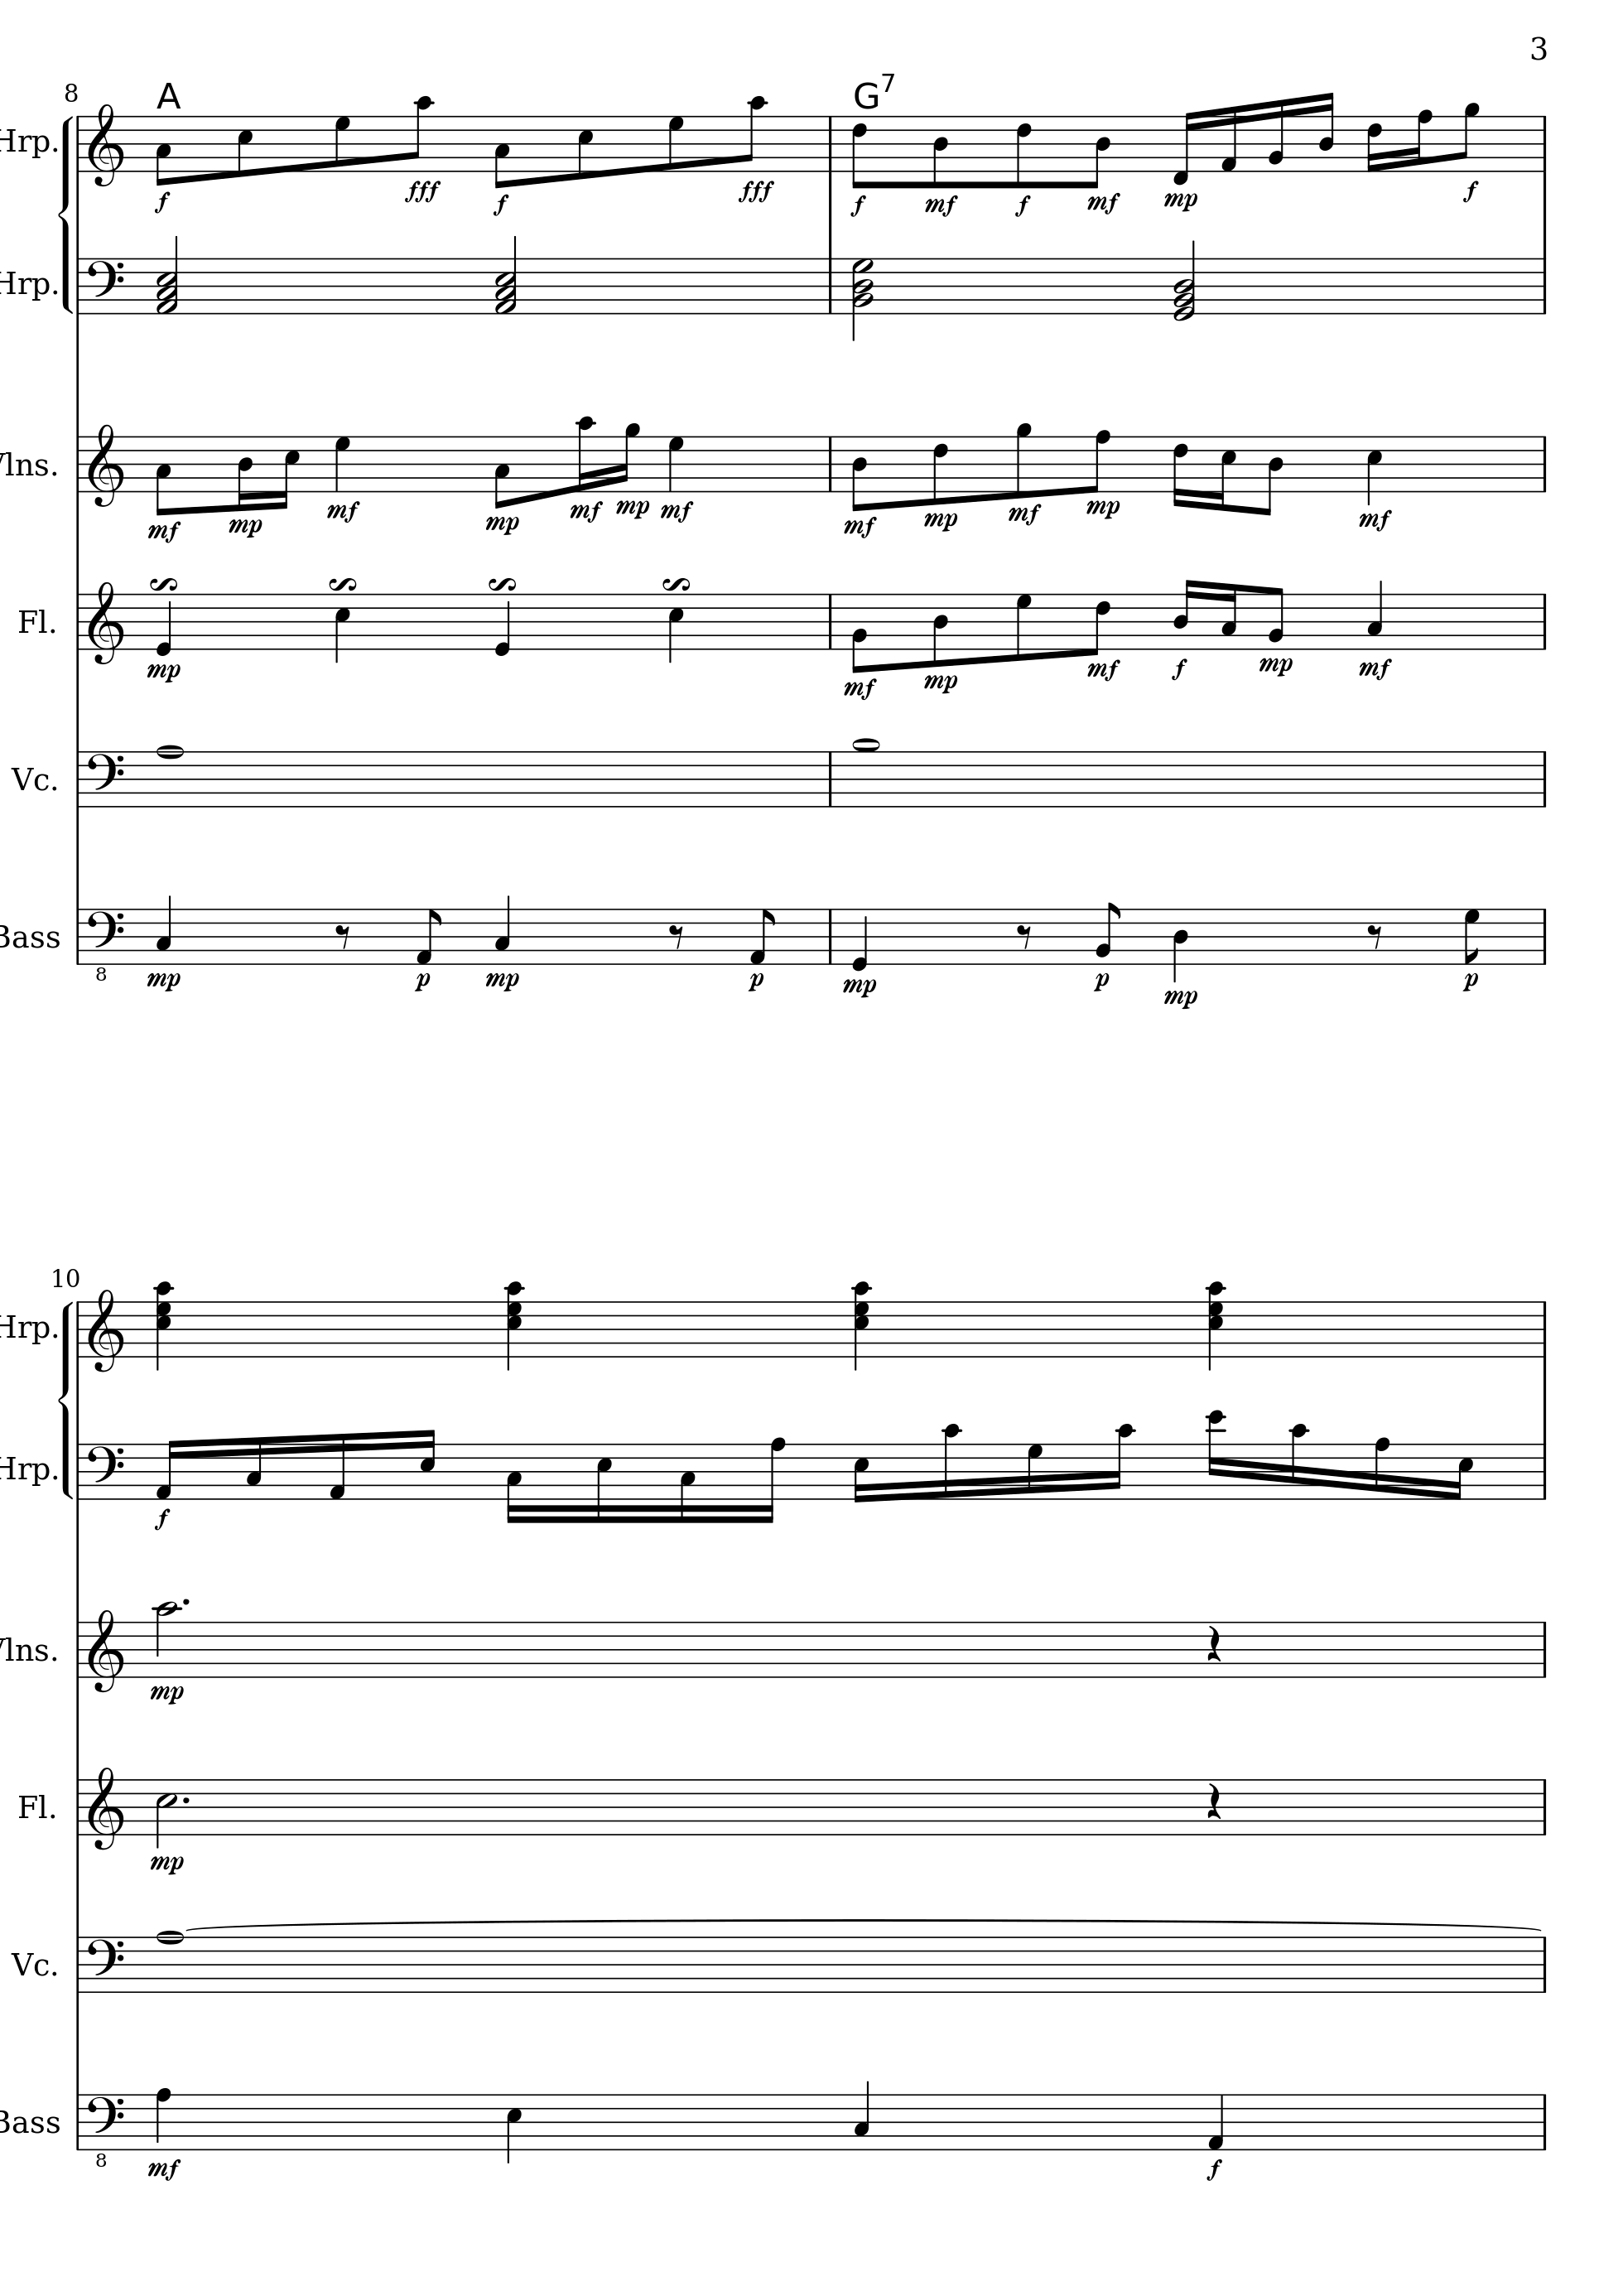 3
8 A G7
Hrp.
f fff f fff f mf f mf mp f
Hrp.
Vlns.
mf mp mf mp mf mp mf mf mp mf mp mf
Fl.
mp mf mp mf f mp mf
Vc.
Bass
8 mp p mp p mp p mp p
10
Hrp.
Hrp.
f
Vlns.
mp
Fl.
mp
Vc.
Bass
8 mf f